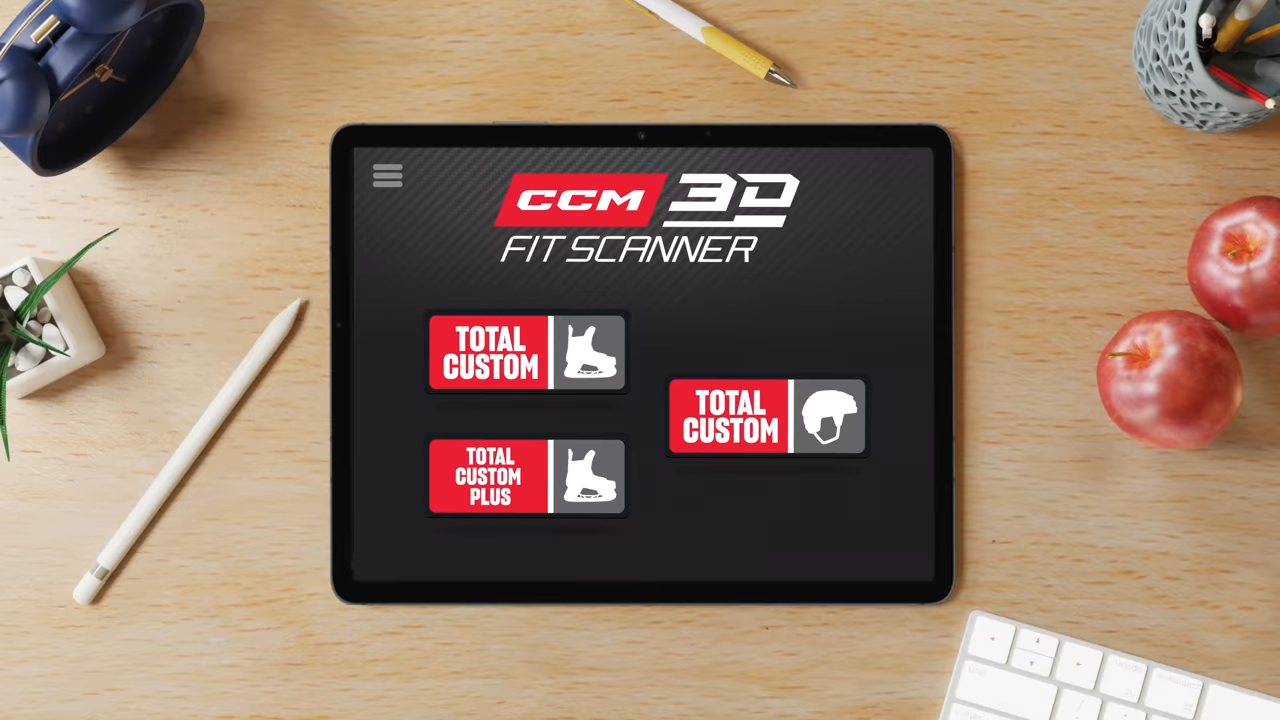 CCM 3D
FIT SCANNER
TOTAL
CUSTOM
TOTAL
CUSTOM
PLUS
TOTAL
CUSTOM